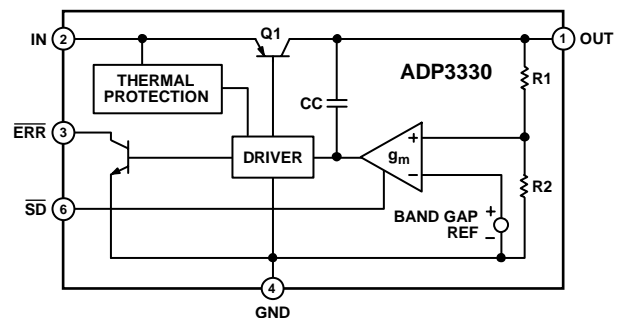 IN
2
Q1
1
OUT
THERMAL
PROTECTION
ADP3330
R1
CC
ERR
3
DRIVER
gm
+
−
R2
SD
6
BAND GAP
REF
+
−
4
GND